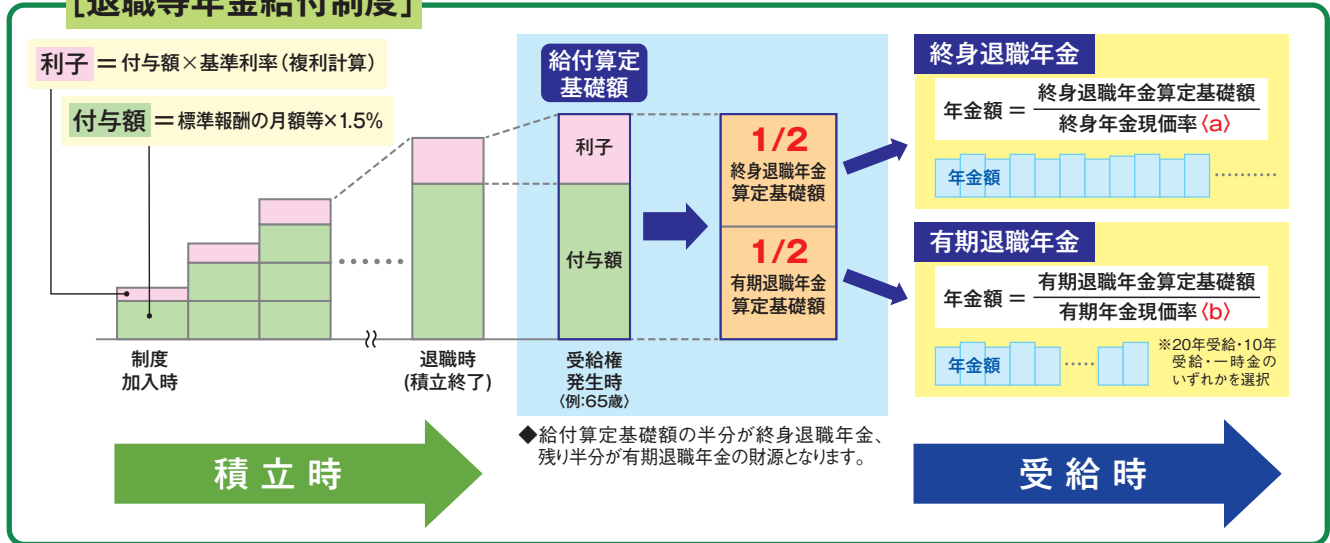 [退職等年金給付制度]
利子＝付与額×基準利率（複利計算）
付与額＝標準報酬の月額等×1.5%
制度
加入時
退職時
(積立終了)
給付算定
基礎額
利子
付与額
受給権
発生時
〈例：65歳〉
1/2
終身退職年金
算定基礎額
1/2
有期退職年金
算定基礎額
◆給付算定基礎額の半分が終身退職年金、
残り半分が有期退職年金の財源となります。
終身退職年金
年金額＝
終身退職年金算定基礎額
終身年金現価率〈a〉
年金額
有期退職年金
年金額＝
有期退職年金算定基礎額
有期年金現価率〈b〉
年金額
※20年受給・10年
受給・一時金の
いずれかを選択
積立時
受給時